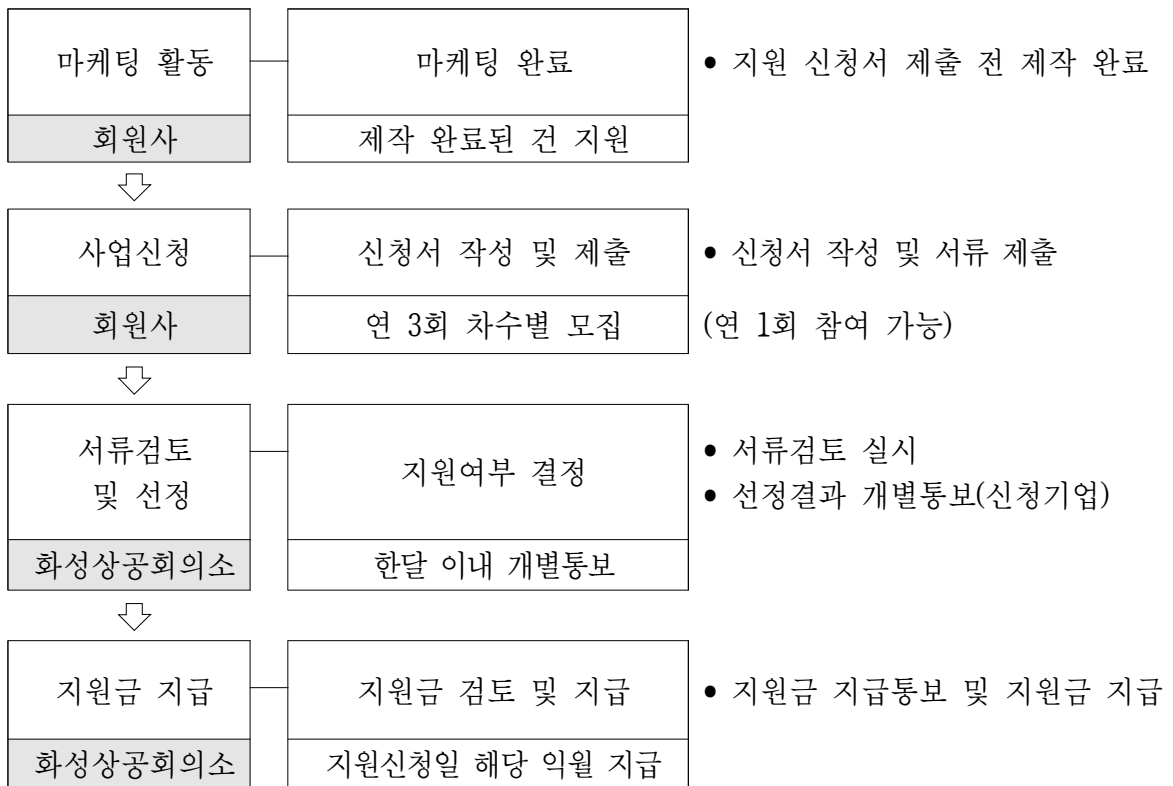 마케팅 활동
마케팅 완료
● 지원 신청서 제출 전 제작 완료
회원사
제작 완료된 건 지원
사업신청
신청서 작성 및 제출
● 신청서 작성 및 서류 제출
회원사
연 3회 차수별 모집
(연 1회 참여 가능)
서류검토
및 선정
지원여부 결정
● 서류검토 실시
● 선정결과 개별통보(신청기업)
화성상공회의소
한달 이내 개별통보
지원금 지급
지원금 검토 및 지급
● 지원금 지급통보 및 지원금 지급
화성상공회의소
지원신청일 해당 익월 지급